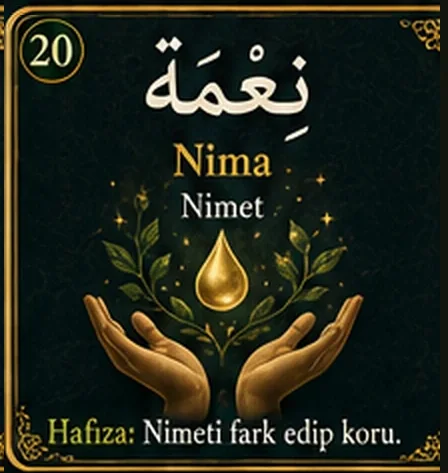 20
نِعْمَة
Nima
Nimet
Hafıza: Nimeti fark edip koru.